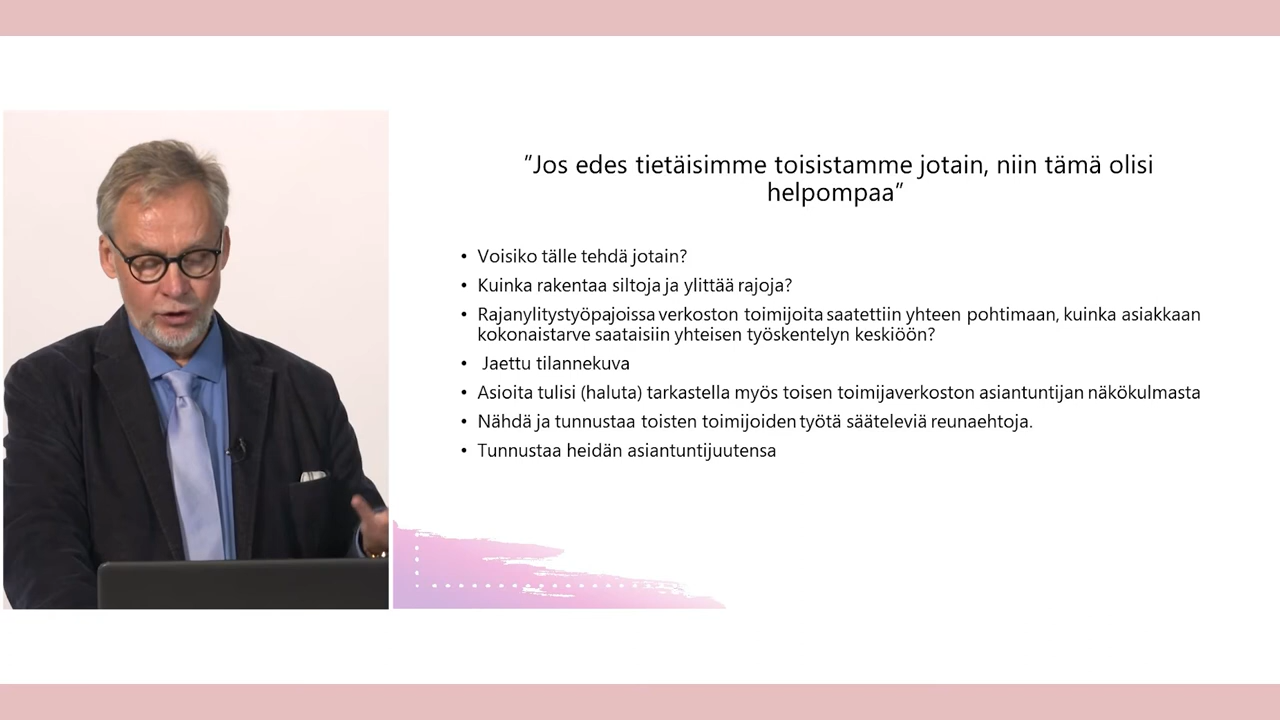 ”Jos edes tietäisimme toisistamme jotain, niin tämä olisi
helpompaa”
• Voisiko tälle tehdä jotain?
• Kuinka rakentaa siltoja ja ylittää rajoja?
• Rajanylitystyöpajoissa verkoston toimijoita saatettiin yhteen pohtimaan, kuinka asiakkaan
kokonaistarve saataisiin yhteisen työskentelyn keskiöön?
• Jaettu tilannekuva
• Asioita tulisi (haluta) tarkastella myös toisen toimijaverkoston asiantuntijan näkökulmasta
• Nähdä ja tunnustaa toisten toimijoiden työtä sääteleviä reunaehtoja.
• Tunnustaa heidän asiantuntijuutensa